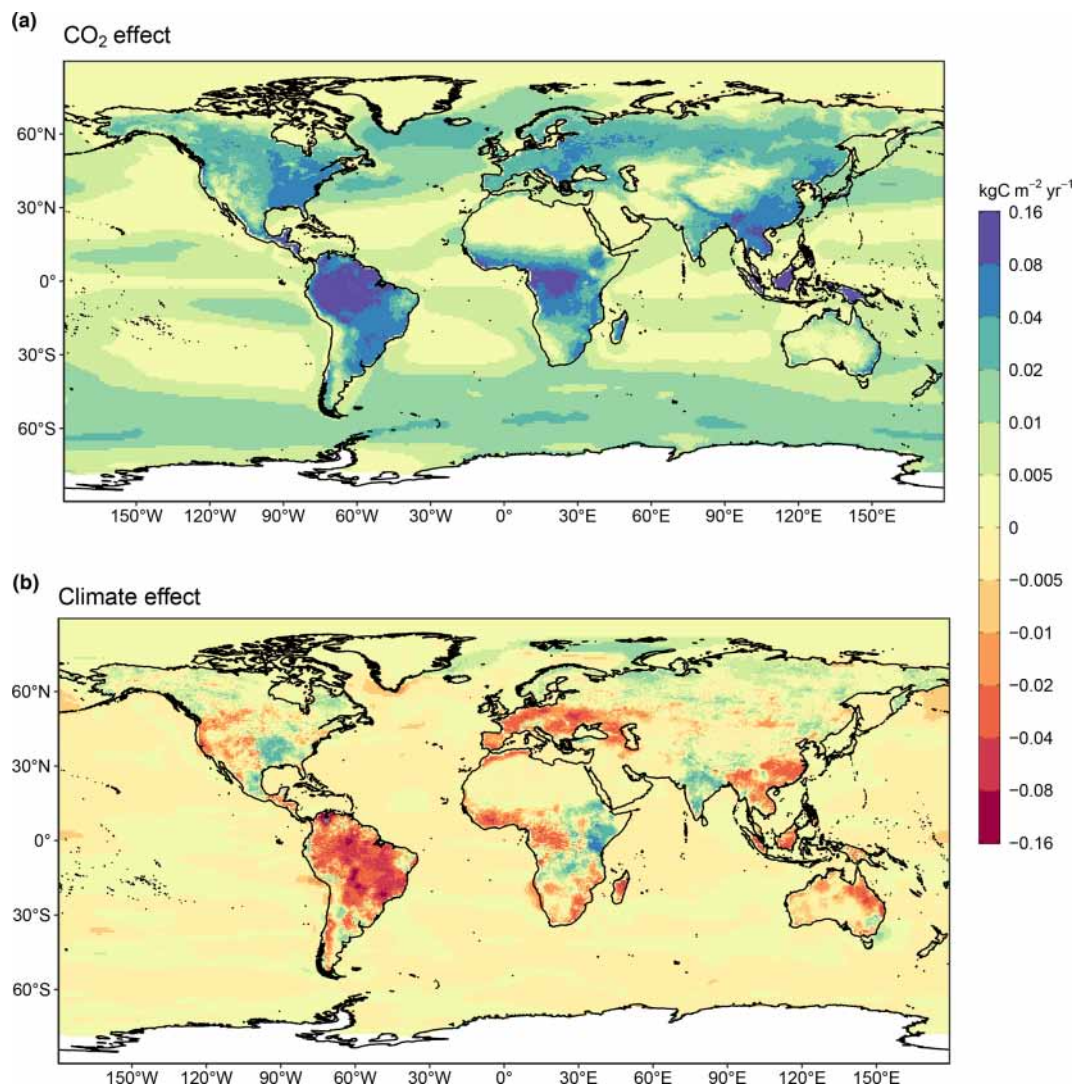 (a)
CO₂ effect
60°N
30°N
0°
30°S
60°S
150°W 120°W 90°W 60°W 30°W 0° 30°E 60°E 90°E 120°E 150°E
kgC m⁻² yr⁻¹
0.16
0.08
0.04
0.02
0.01
0.005
0
−0.005
−0.01
−0.02
−0.04
−0.08
−0.16
(b)
Climate effect
60°N
30°N
0°
30°S
60°S
150°W 120°W 90°W 60°W 30°W 0° 30°E 60°E 90°E 120°E 150°E